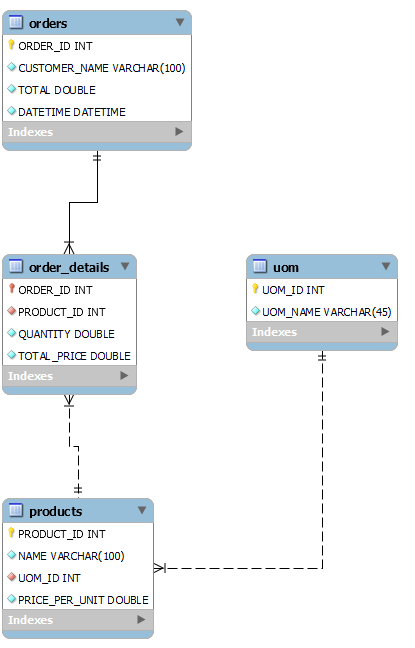 orders
ORDER_ID INT
CUSTOMER_NAME VARCHAR(100)
TOTAL DOUBLE
DATETIME DATETIME
Indexes
order_details
ORDER_ID INT
PRODUCT_ID INT
QUANTITY DOUBLE
TOTAL_PRICE DOUBLE
Indexes
uom
UOM_ID INT
UOM_NAME VARCHAR(45)
Indexes
products
PRODUCT_ID INT
NAME VARCHAR(100)
UOM_ID INT
PRICE_PER_UNIT DOUBLE
Indexes